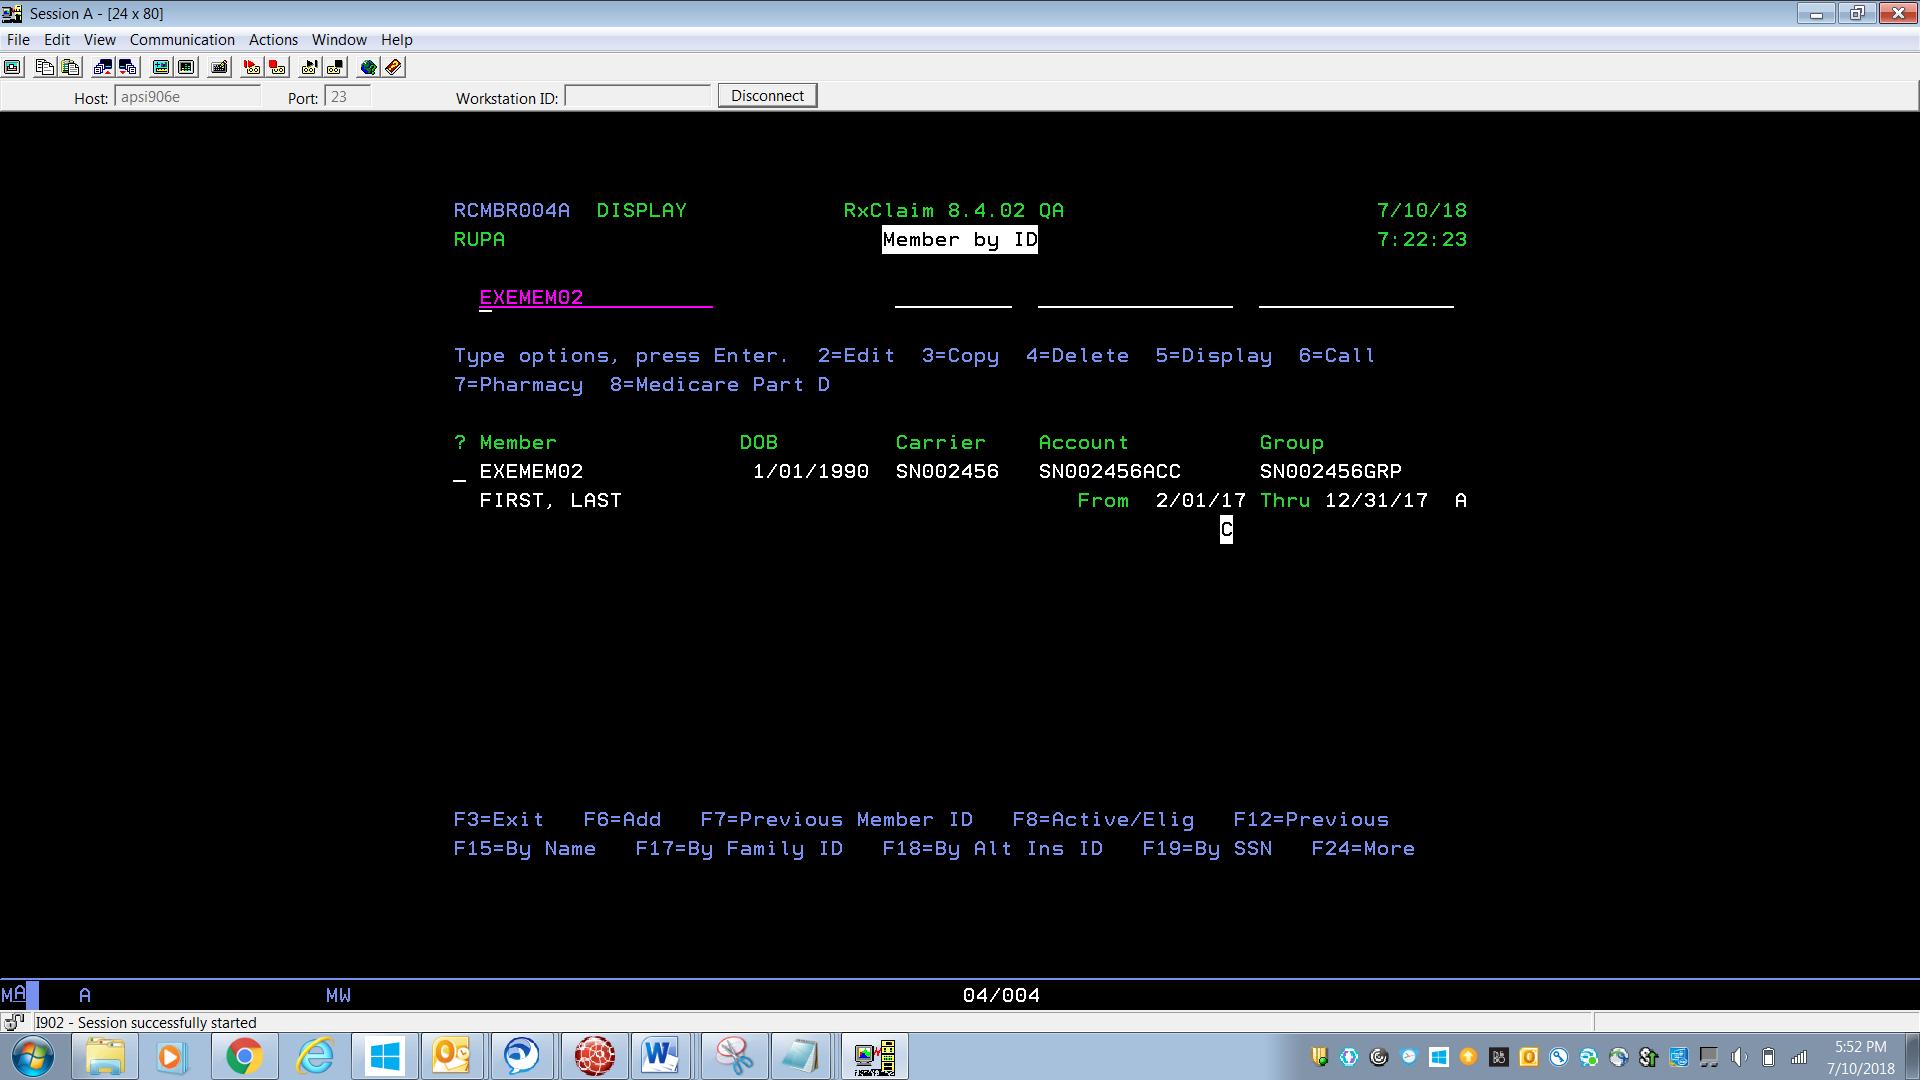 Session A - [24 x 80]
File Edit View Communication Actions Window Help
Host: apsi906e Port: 23 Workstation ID: Disconnect
RCMBR004A DISPLAY RxClaim 8.4.02 QA 7/10/18
RUPA Member by ID 7:22:23
EXEMEM02
Type options, press Enter. 2=Edit 3=Copy 4=Delete 5=Display 6=Call
7=Pharmacy 8=Medicare Part D
? Member DOB Carrier Account Group
_ EXEMEM02 1/01/1990 SN002456 SN002456ACC SN002456GRP
FIRST, LAST From 2/01/17 Thru 12/31/17 A
C
F3=Exit F6=Add F7=Previous Member ID F8=Active/Elig F12=Previous
F15=By Name F17=By Family ID F18=By Alt Ins ID F19=By SSN F24=More
MA A MW 04/004
I902 - Session successfully started
5:52 PM
7/10/2018